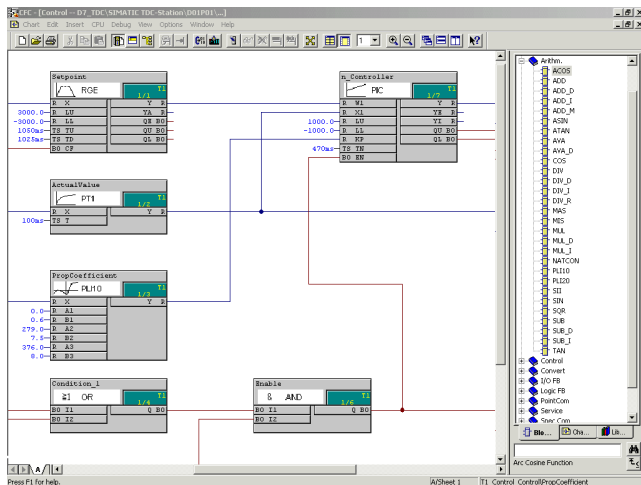 CFC - [Control -- D7_TDC\SIMATIC TDC-Station\D01P01\...
Chart Edit Insert CPU Debug View Options Window Help
1
Setpoint
RGE T1
1/1
R X Y R
3000.0 R LU YA R
-3000.0 R LL QE BO
1050ms TS TU QU BO
1025ms TS TD QL BO
BO CF
n_Controller
PIC T1
1/7
R W1 Y R
R X1 YE R
1000.0 R LU YI R
-1000.0 R LL QU BO
R KP QL BO
470ms TS TN
BO EN
ActualValue
PT1 T1
1/2
R X Y R
100ms TS T
PropCoefficient
PLI10 T1
1/3
R X Y R
0.0 R A1
0.6 R B1
279.0 R A2
7.5 R B2
376.0 R A3
8.0 R B3
Condition_1
≥1 OR T1
1/4
BO I1 Q BO
BO I2
Enable
& AND T1
1/6
BO I1 Q BO
BO I2
A
Arithm.
ACOS
ADD
ADD_D
ADD_I
ADD_M
ASIN
ATAN
AVA
AVA_D
COS
DIV
DIV_D
DIV_I
DIV_R
MAS
MIS
MUL
MUL_D
MUL_I
NATCON
PLI10
PLI20
SII
SIN
SQR
SUB
SUB_D
SUB_I
TAN
Control
Convert
I/O FB
Logic FB
PointCom
Service
Spec Com
Blo... Cha... Lib...
Arc Cosine Function
Press F1 for help. A/Sheet 1 T1 Control Control\PropCoefficient